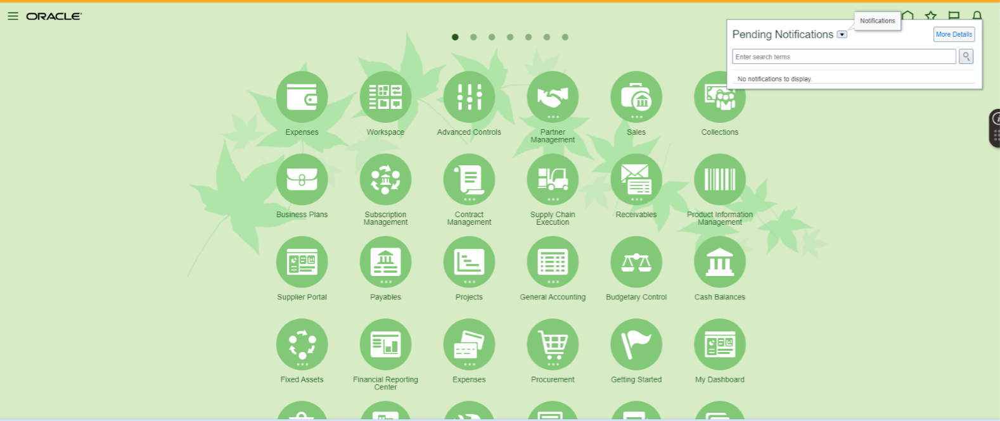 ORACLE
Notifications
Pending Notifications
More Details
Enter search terms
No notifications to display.
Expenses
Workspace
Advanced Controls
Partner
Management
Sales
Collections
Business Plans
Subscription
Management
Contract
Management
Supply Chain
Execution
Receivables
Product Information
Management
Supplier Portal
Payables
Projects
General Accounting
Budgetary Control
Cash Balances
Fixed Assets
Financial Reporting
Center
Expenses
Procurement
Getting Started
My Dashboard